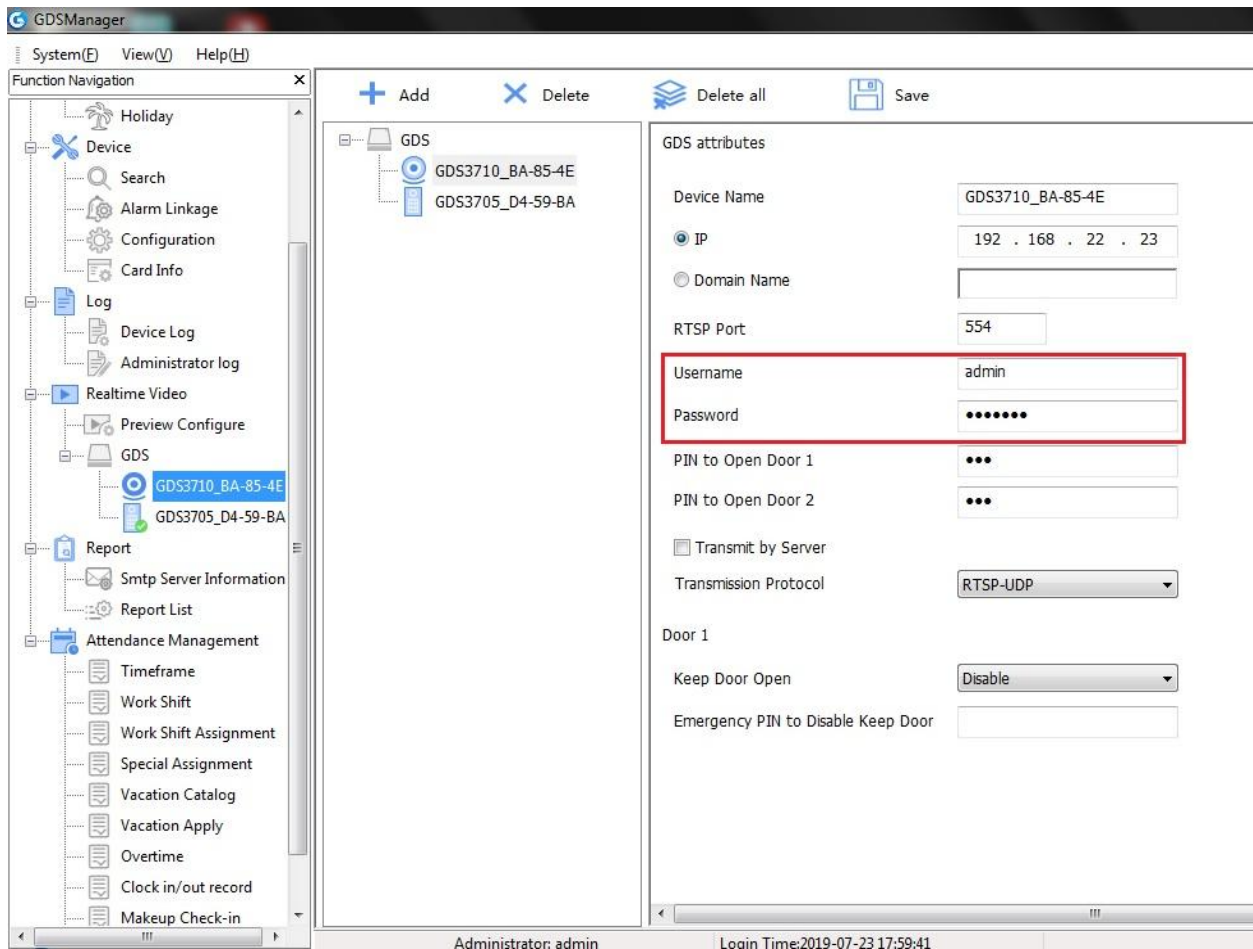 GDSManager
System(F) View(V) Help(H)
Function Navigation
Holiday
Device
Search
Alarm Linkage
Configuration
Card Info
Log
Device Log
Administrator log
Realtime Video
Preview Configure
GDS
GDS3710_BA-85-4E
GDS3705_D4-59-BA
Report
Smtp Server Information
Report List
Attendance Management
Timeframe
Work Shift
Work Shift Assignment
Special Assignment
Vacation Catalog
Vacation Apply
Overtime
Clock in/out record
Makeup Check-in
Add Delete Delete all Save
GDS
GDS3710_BA-85-4E
GDS3705_D4-59-BA
GDS attributes
Device Name GDS3710_BA-85-4E
IP 192 . 168 . 22 . 23
Domain Name
RTSP Port 554
Username admin
Password •••••••
PIN to Open Door 1 •••
PIN to Open Door 2 •••
Transmit by Server
Transmission Protocol RTSP-UDP
Door 1
Keep Door Open Disable
Emergency PIN to Disable Keep Door
Administrator: admin Login Time:2019-07-23 17:59:41